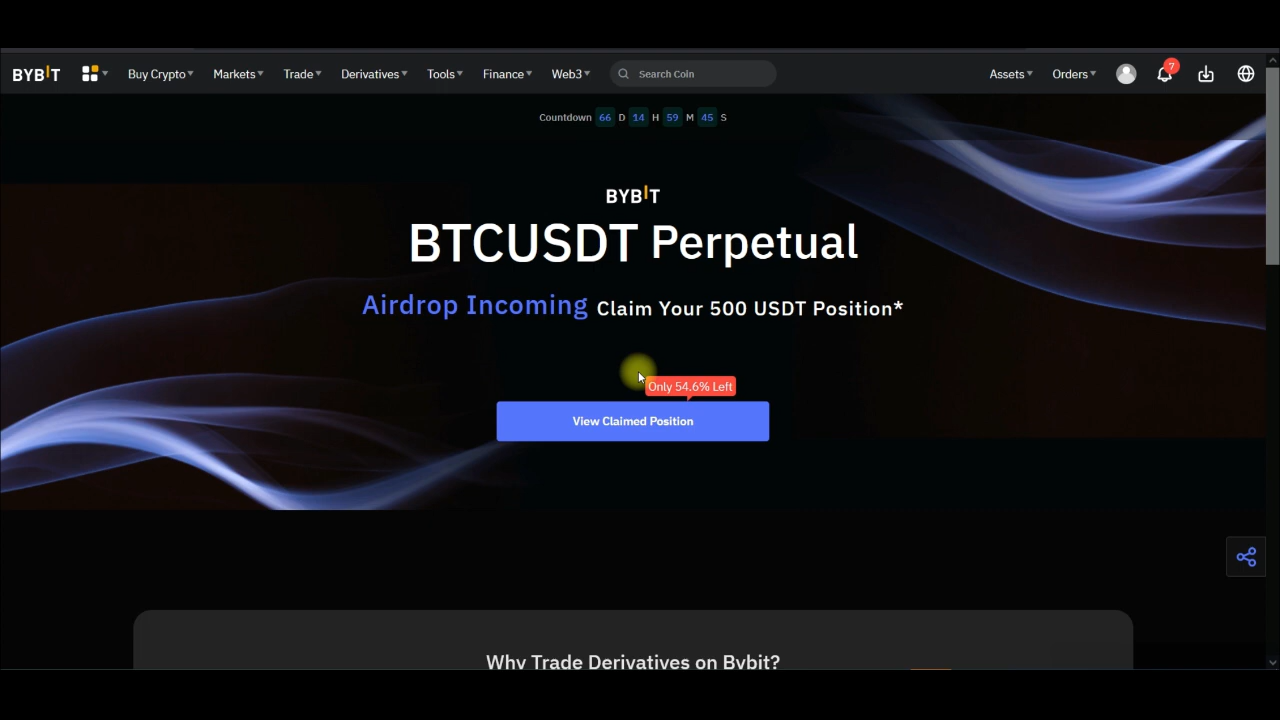 BYBIT Buy Crypto Markets Trade Derivatives Tools Finance Web3 Search Coin Assets Orders 7
Countdown 66 D 14 H 59 M 45 S
BYBIT
BTCUSDT Perpetual
Airdrop Incoming Claim Your 500 USDT Position*
Only 54.6% Left
View Claimed Position
Why Trade Derivatives on Bybit?